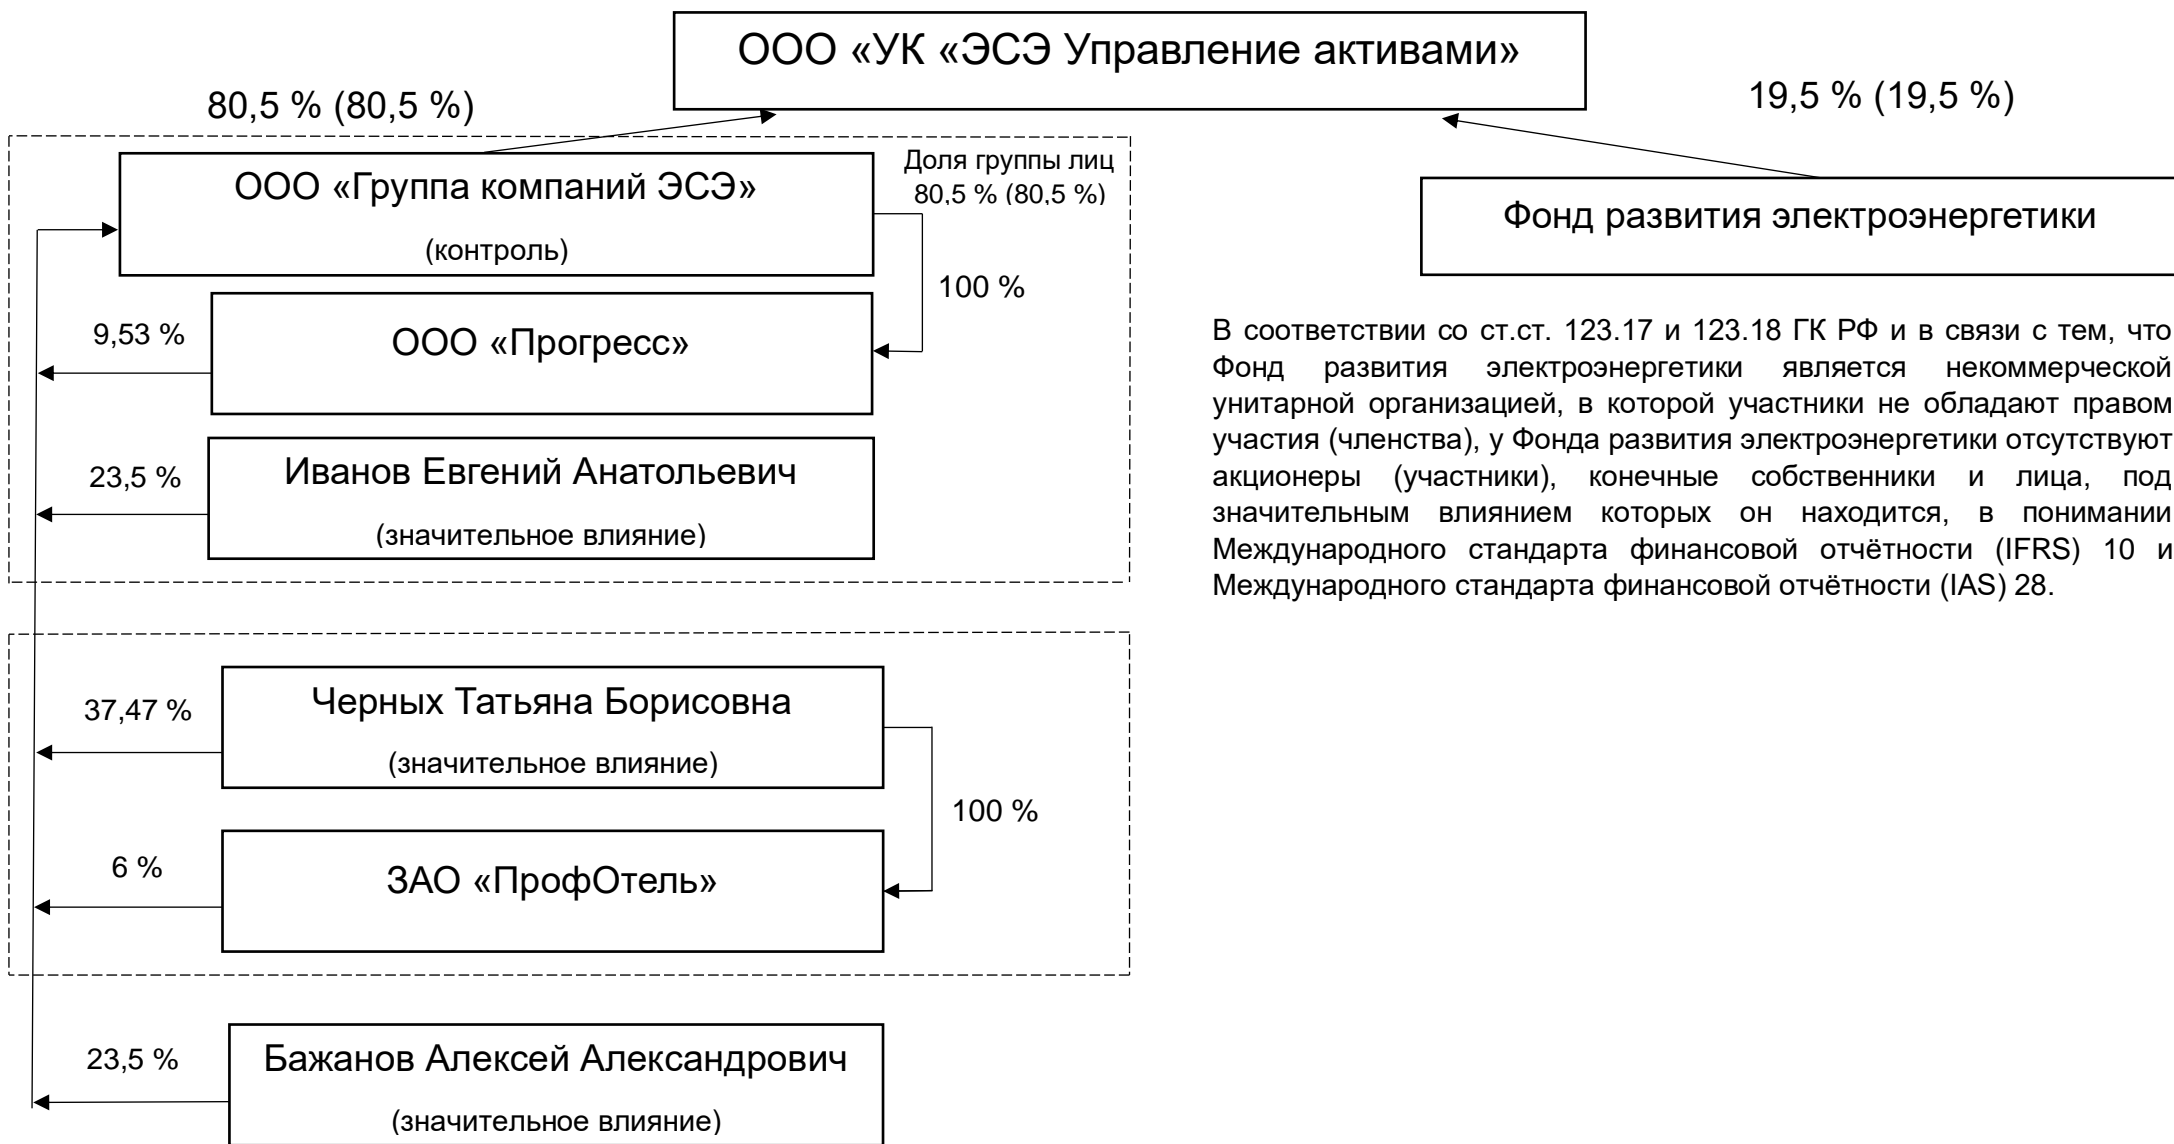 ООО «УК «ЭСЭ Управление активами»
80,5 % (80,5 %)
19,5 % (19,5 %)
ООО «Группа компаний ЭСЭ»
(контроль)
Доля группы лиц
80,5 % (80,5 %)
Фонд развития электроэнергетики
100 %
9,53 %
ООО «Прогресс»
23,5 %
Иванов Евгений Анатольевич
(значительное влияние)
В соответствии со ст.ст. 123.17 и 123.18 ГК РФ и в связи с тем, что
Фонд развития электроэнергетики является некоммерческой
унитарной организацией, в которой участники не обладают правом
участия (членства), у Фонда развития электроэнергетики отсутствуют
акционеры (участники), конечные собственники и лица, под
значительным влиянием которых он находится, в понимании
Международного стандарта финансовой отчётности (IFRS) 10 и
Международного стандарта финансовой отчётности (IAS) 28.
37,47 %
Черных Татьяна Борисовна
(значительное влияние)
100 %
6 %
ЗАО «ПрофОтель»
23,5 %
Бажанов Алексей Александрович
(значительное влияние)